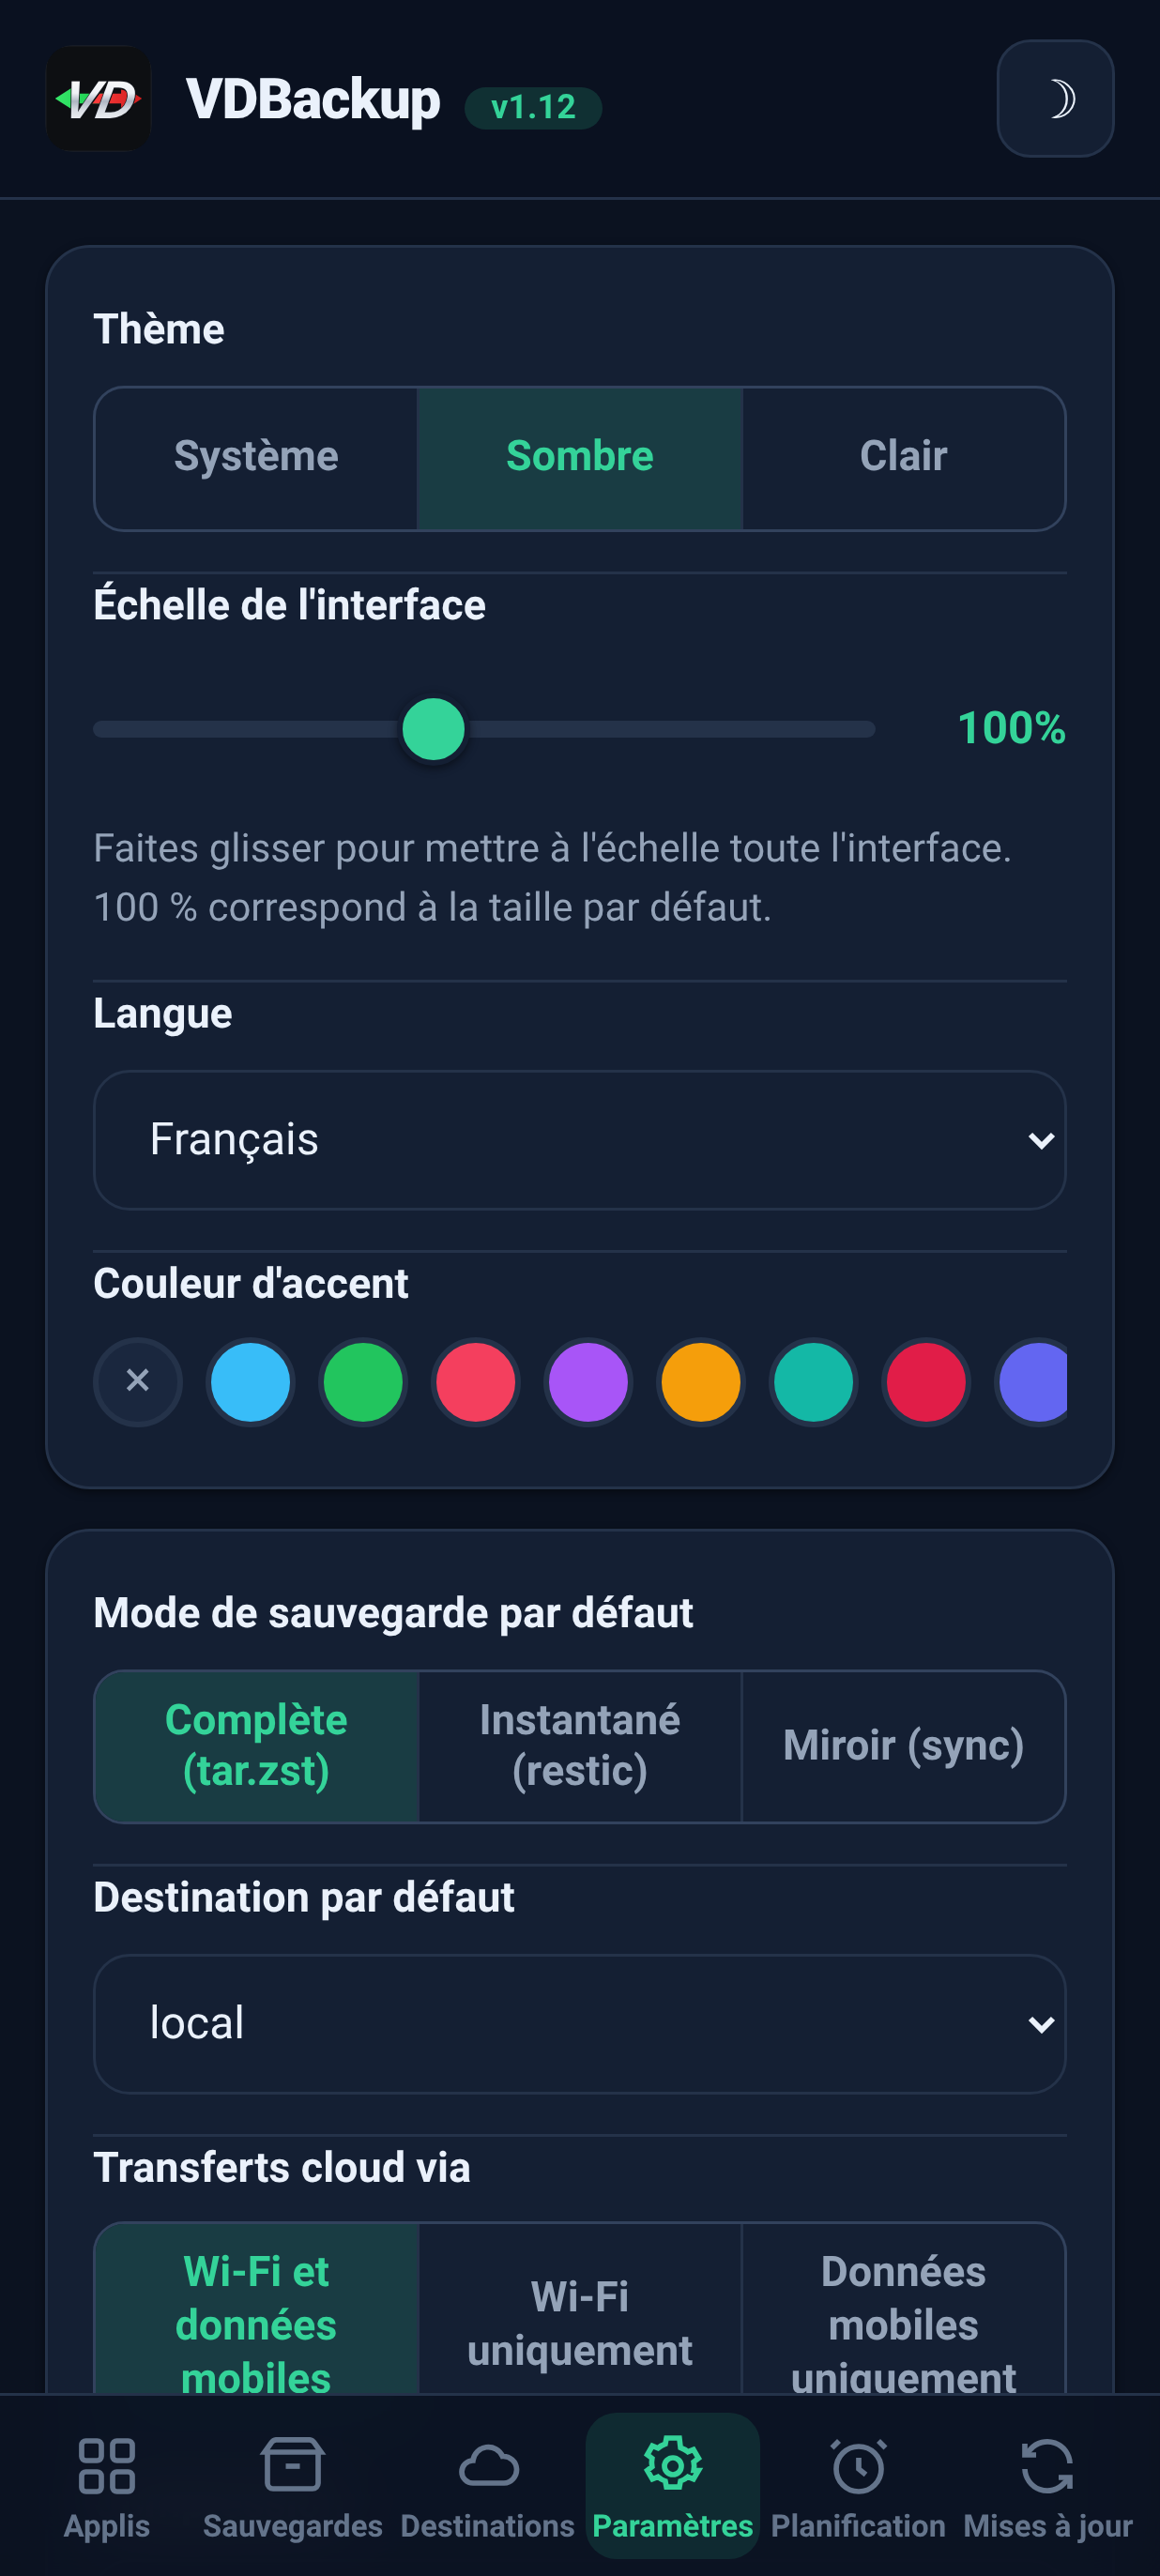 VD
VDBackup v1.12
Thème
Système Sombre Clair
Échelle de l'interface
100%
Faites glisser pour mettre à l'échelle toute l'interface.
100 % correspond à la taille par défaut.
Langue
Français
Couleur d'accent
Mode de sauvegarde par défaut
Complète
(tar.zst)
Instantané
(restic)
Miroir (sync)
Destination par défaut
local
Transferts cloud via
Wi-Fi et
données
mobiles
Wi-Fi
uniquement
Données
mobiles
uniquement
Applis Sauvegardes Destinations Paramètres Planification Mises à jour